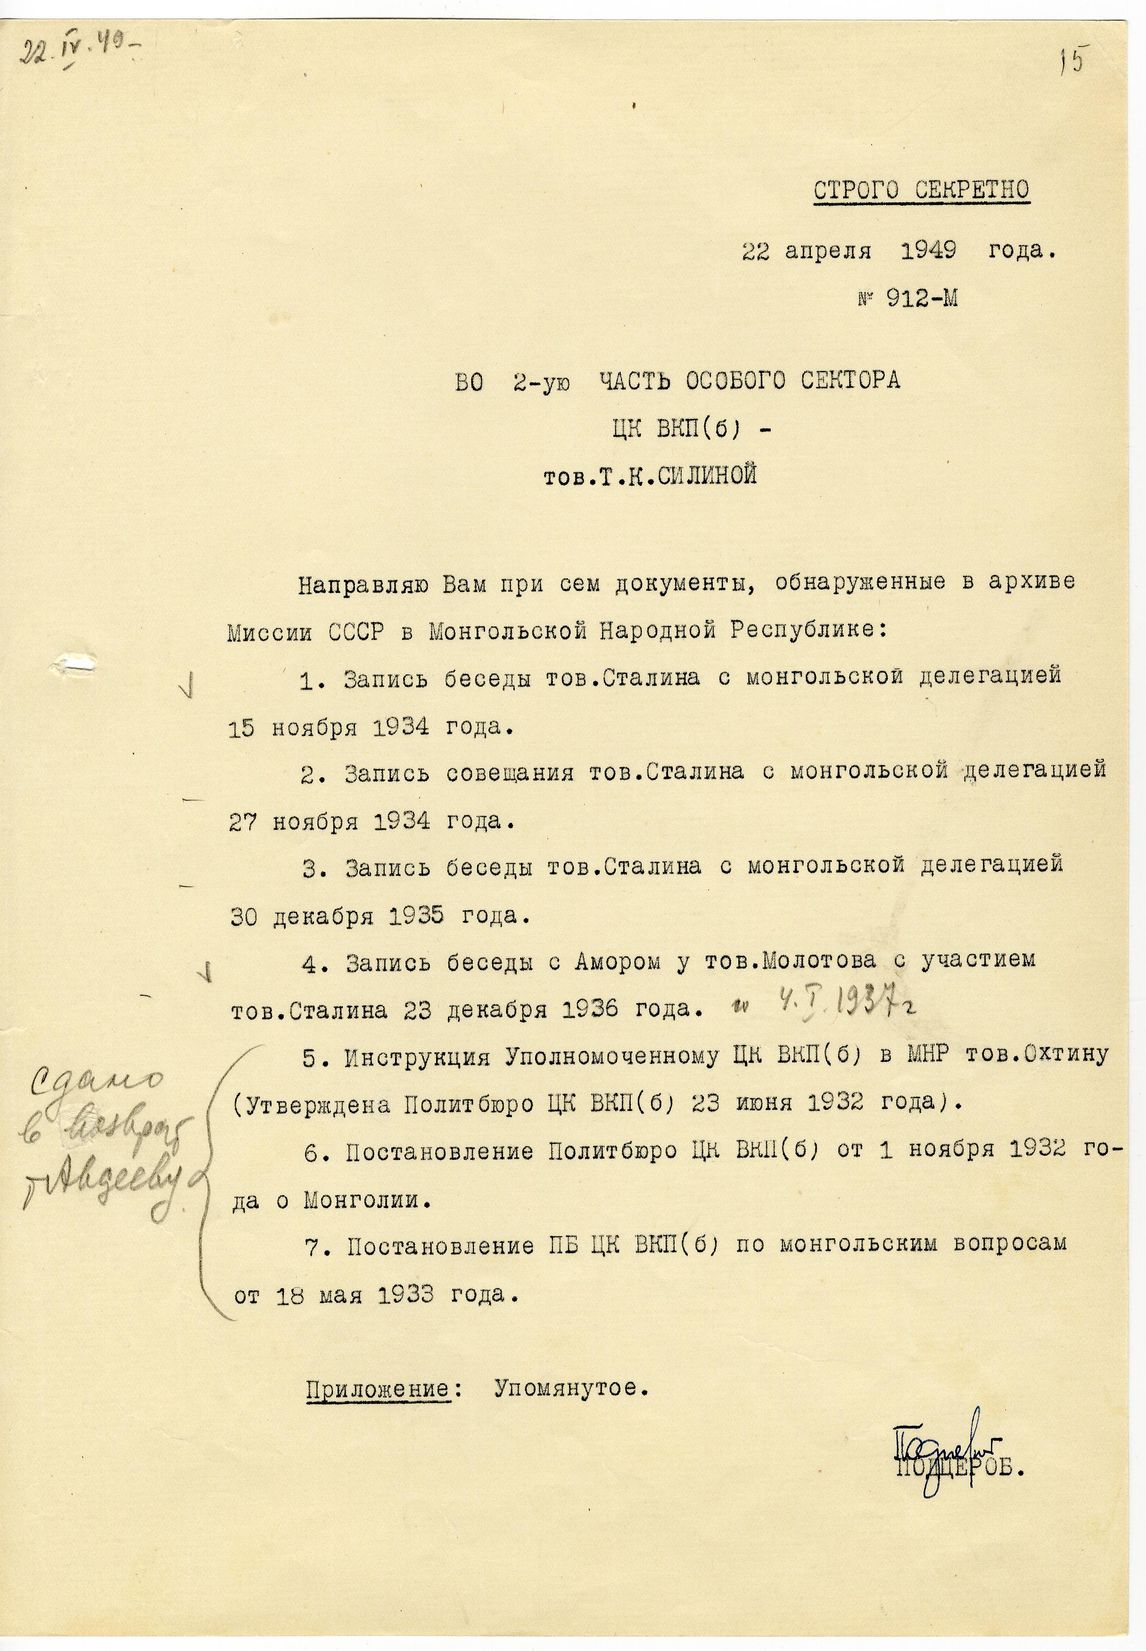 22.IV.49-
15
СТРОГО СЕКРЕТНО
22 апреля 1949 года.
№ 912-М
ВО 2-ую ЧАСТЬ ОСОБОГО СЕКТОРА
ЦК ВКП(б) -
тов.Т.К.СИЛИНОЙ
Направляю Вам при сем документы, обнаруженные в архиве
Миссии СССР в Монгольской Народной Республике:
1. Запись беседы тов.Сталина с монгольской делегацией
15 ноября 1934 года.
2. Запись совещания тов.Сталина с монгольской делегацией
27 ноября 1934 года.
3. Запись беседы тов.Сталина с монгольской делегацией
30 декабря 1935 года.
4. Запись беседы с Амором у тов.Молотова с участием
тов.Сталина 23 декабря 1936 года. и 4.I.1937г
5. Инструкция Уполномоченному ЦК ВКП(б) в МНР тов.Охтину
(Утверждена Политбюро ЦК ВКП(б) 23 июня 1932 года).
6. Постановление Политбюро ЦК ВКП(б) от 1 ноября 1932 го-
да о Монголии.
7. Постановление ПБ ЦК ВКП(б) по монгольским вопросам
от 18 мая 1933 года.
сдано
в возврат
т Авдееву
Приложение: Упомянутое.
ПОДЦЕРОБ.